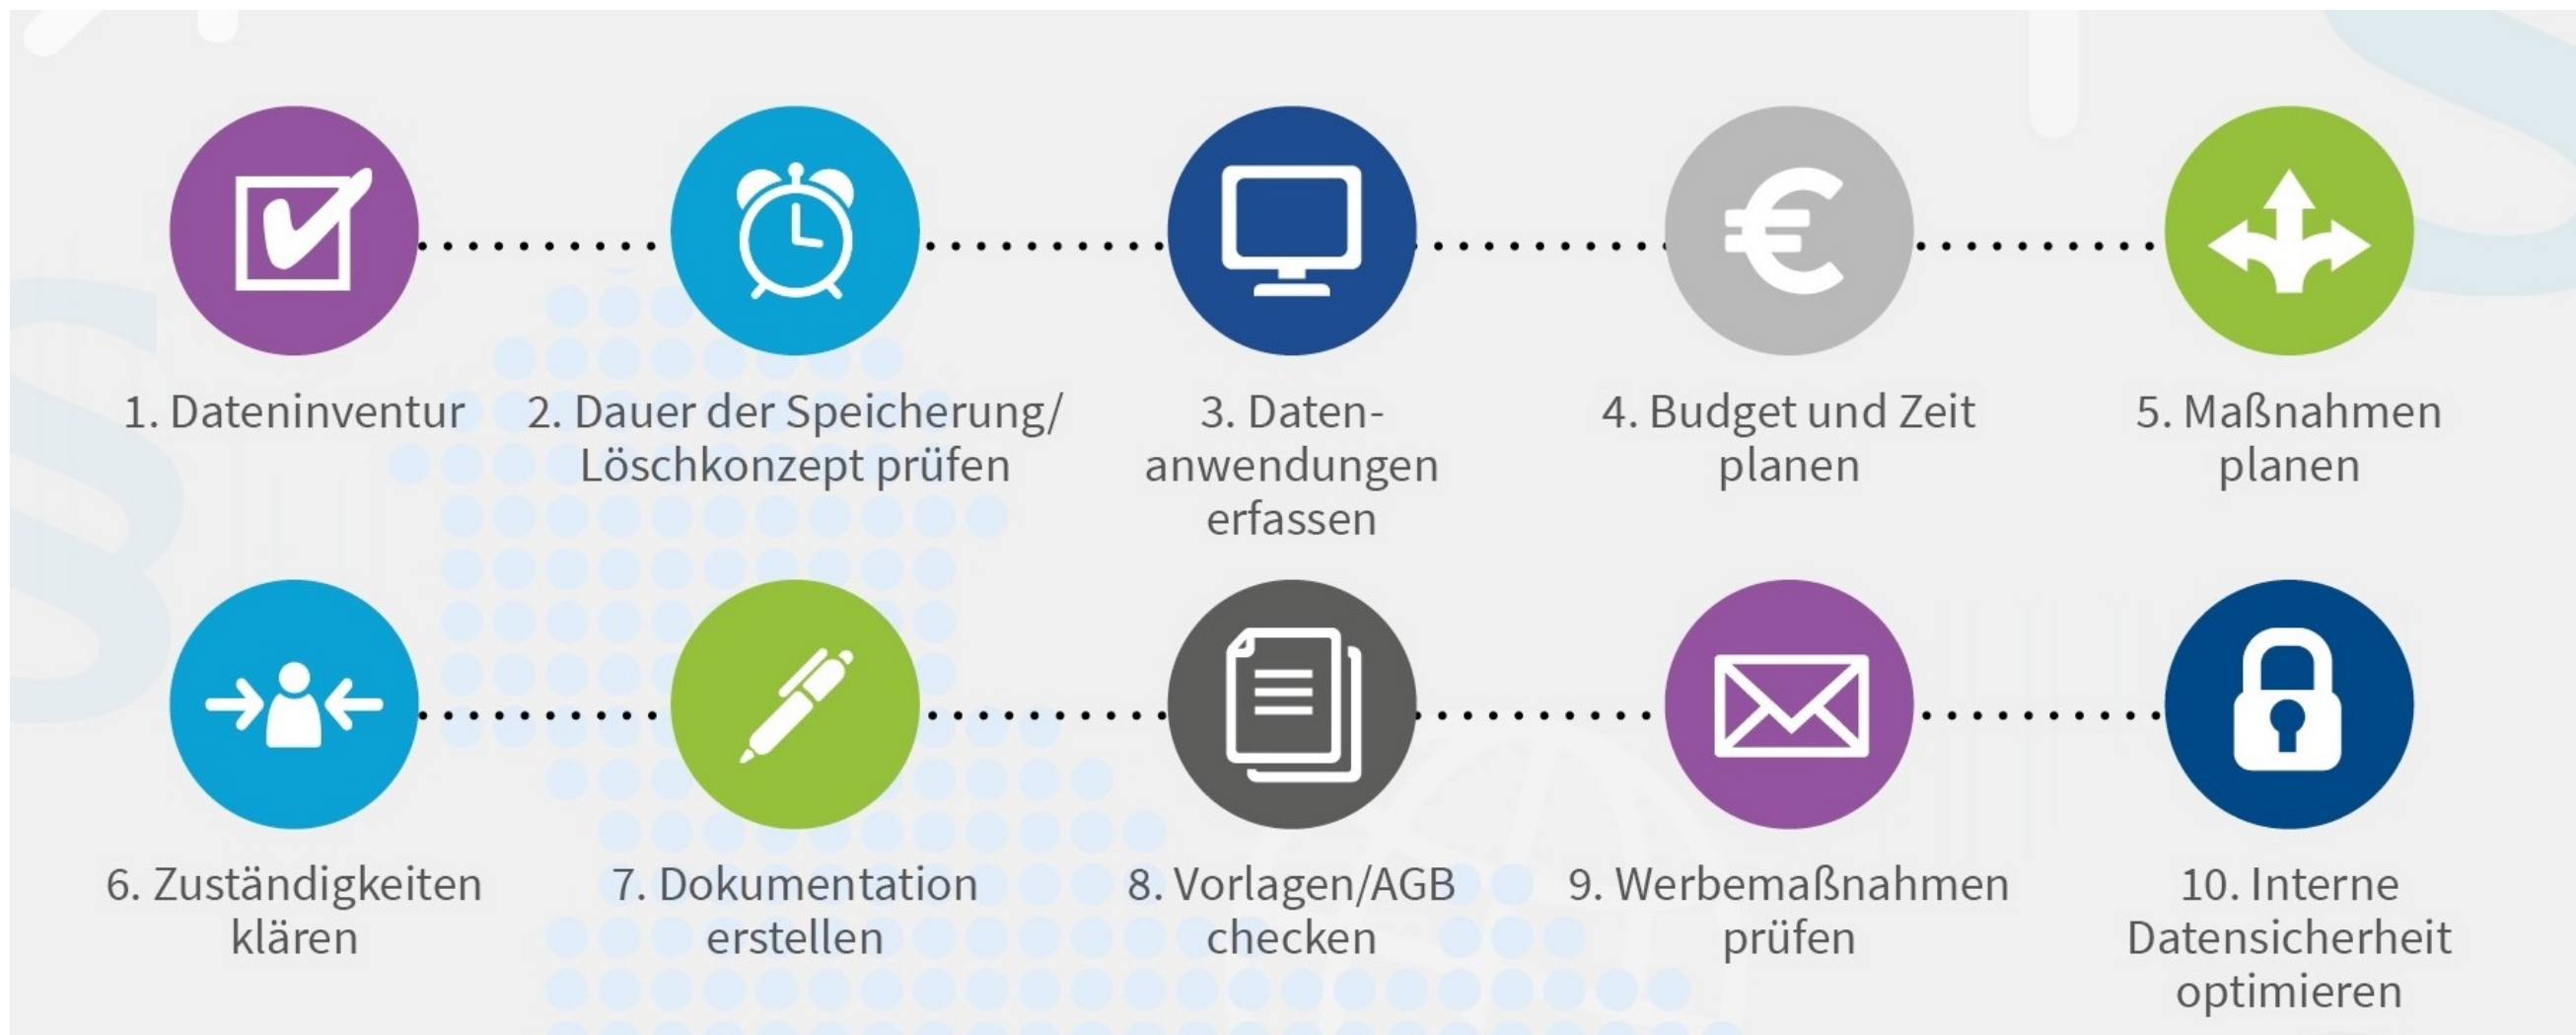 1. Dateninventur
2. Dauer der Speicherung/
Löschkonzept prüfen
3. Daten-
anwendungen
erfassen
4. Budget und Zeit
planen
5. Maßnahmen
planen
6. Zuständigkeiten
klären
7. Dokumentation
erstellen
8. Vorlagen/AGB
checken
9. Werbemaßnahmen
prüfen
10. Interne
Datensicherheit
optimieren